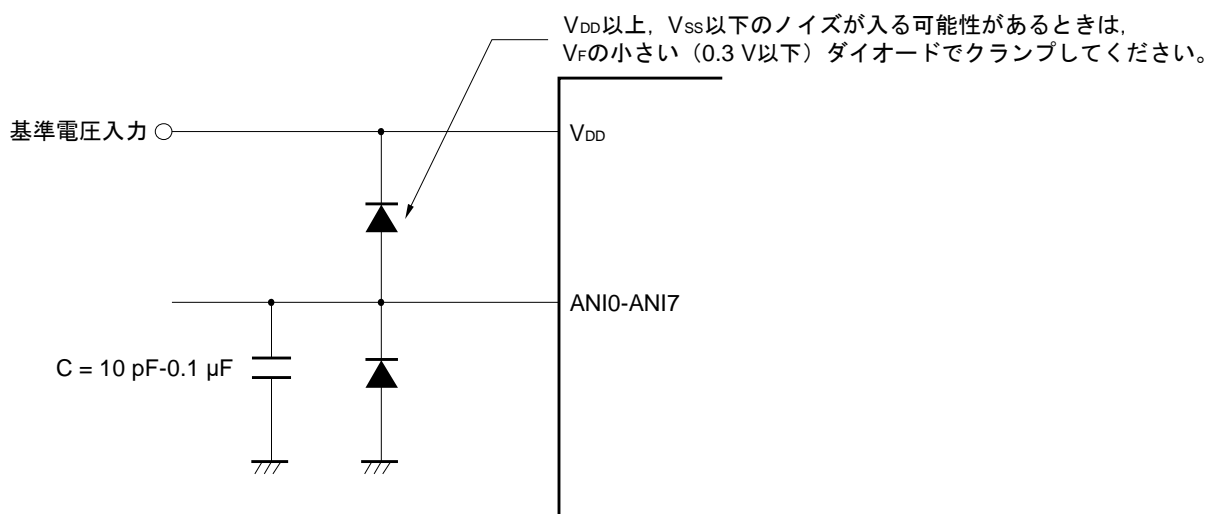 VDD以上，VSS以下のノイズが入る可能性があるときは，
VFの小さい（0.3 V以下）ダイオードでクランプしてください。
基準電圧入力
VDD
ANI0-ANI7
C = 10 pF-0.1 µF